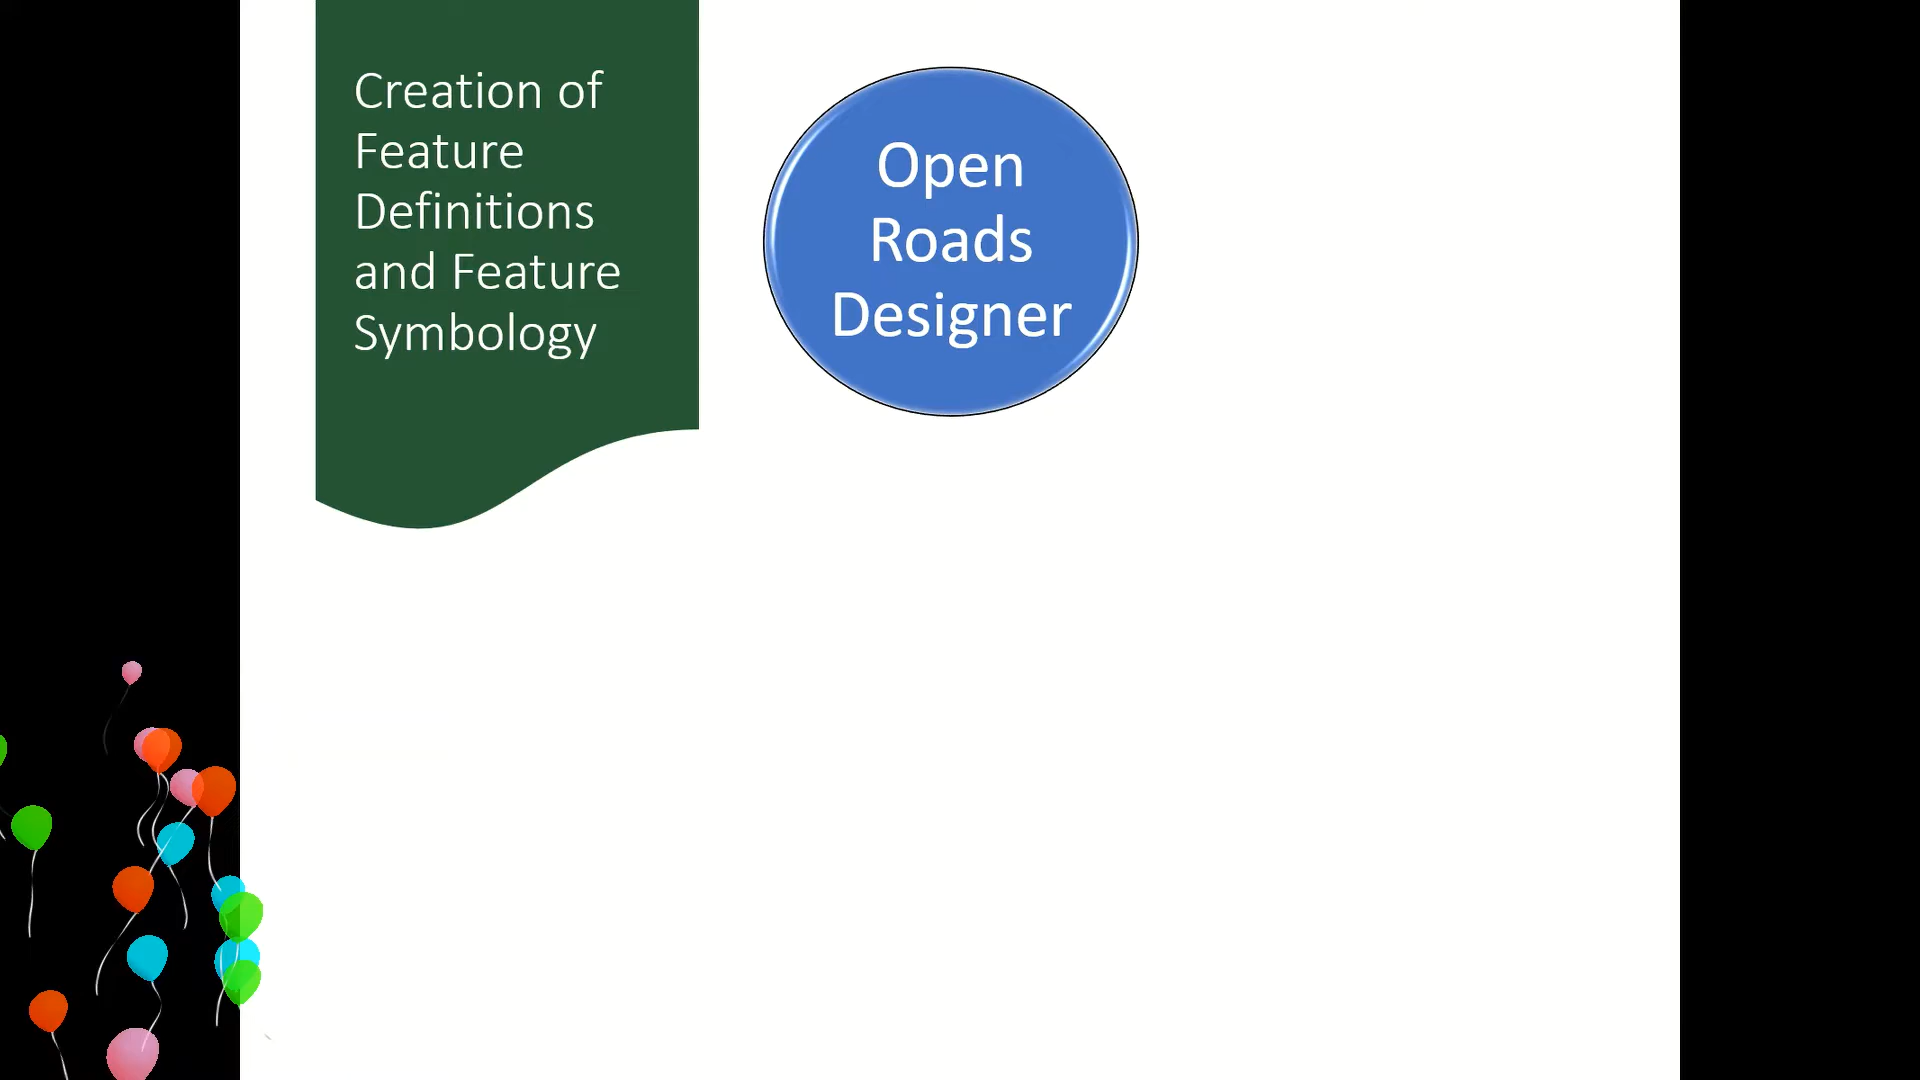 Creation of
Feature
Definitions
and Feature
Symbology
Open
Roads
Designer